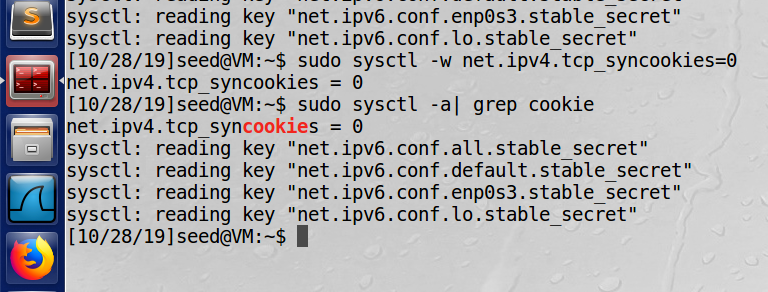 sysctl: reading key "net.ipv6.conf.enp0s3.stable_secret"
sysctl: reading key "net.ipv6.conf.lo.stable_secret"
[10/28/19]seed@VM:~$ sudo sysctl -w net.ipv4.tcp_syncookies=0
net.ipv4.tcp_syncookies = 0
[10/28/19]seed@VM:~$ sudo sysctl -a| grep cookie
net.ipv4.tcp_syncookies = 0
sysctl: reading key "net.ipv6.conf.all.stable_secret"
sysctl: reading key "net.ipv6.conf.default.stable_secret"
sysctl: reading key "net.ipv6.conf.enp0s3.stable_secret"
sysctl: reading key "net.ipv6.conf.lo.stable_secret"
[10/28/19]seed@VM:~$